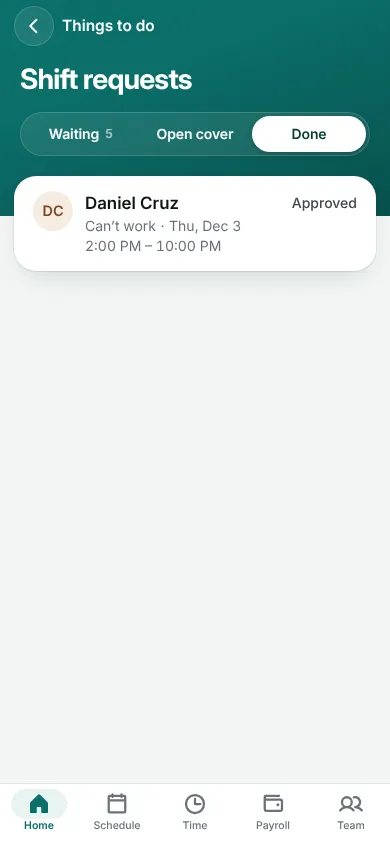 Things to do
Shift requests
Waiting 5
Open cover
Done
DC
Daniel Cruz
Approved
Can’t work · Thu, Dec 3
2:00 PM – 10:00 PM
Home
Schedule
Time
Payroll
Team